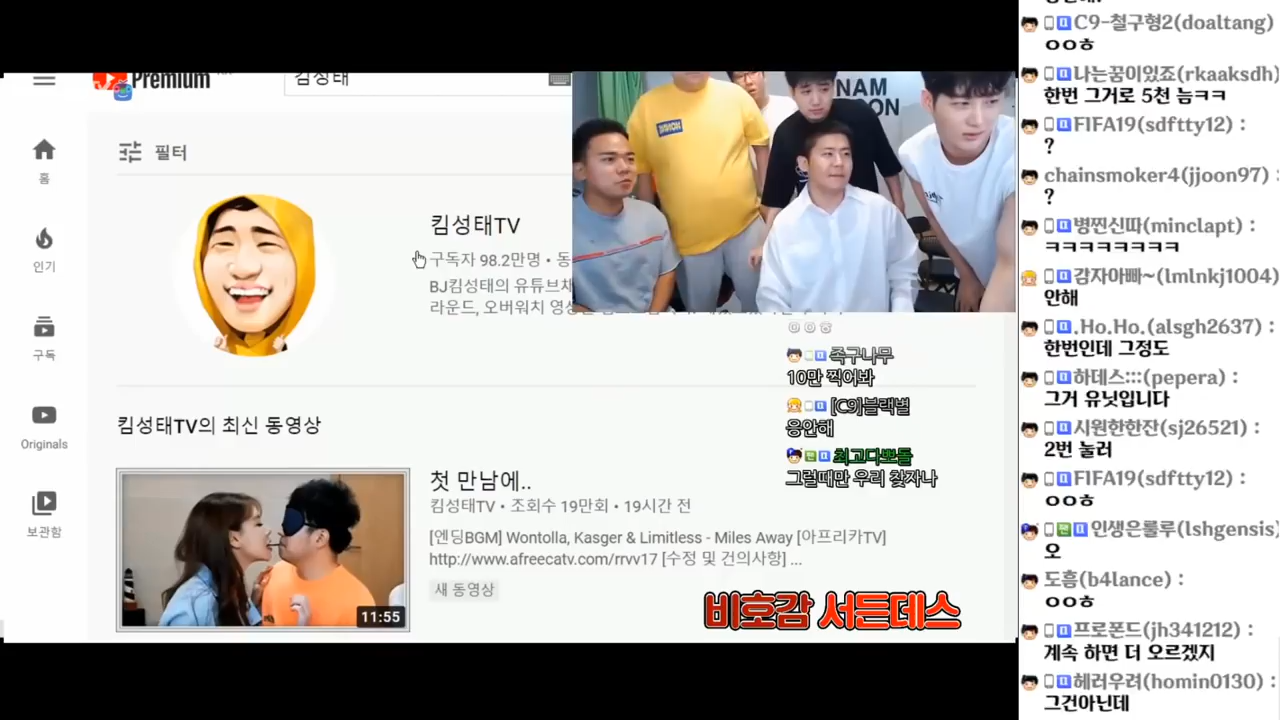 Premium
김성태
필터
킴성태TV
구독자 98.2만명 • 동
BJ킴성태의 유튜브채
라운드, 오버워치 영상
홈
인기
구독
Originals
보관함
킴성태TV의 최신 동영상
첫 만남에..
킴성태TV • 조회수 19만회 • 19시간 전
[엔딩BGM] Wontolla, Kasger & Limitless - Miles Away [아프리카TV]
http://www.afreecatv.com/rrvv17 [수정 및 건의사항] ...
새 동영상
11:55
NAM
OON
족구나무
10만 찍어봐
[C9]블랙별
응안해
최고다뽀돌
그럴때만 우리 찾자나
비호감 서든데스
C9-철구형2(doaltang)
ㅇㅇㅎ
나는꿈이있죠(rkaaksdh)
한번 그거로 5천 늠ㅋㅋ
FIFA19(sdftty12) :
?
chainsmoker4(jjoon97) :
?
병찐신따(minclapt) :
ㅋㅋㅋㅋㅋㅋㅋㅋ
감자아빠~(lmlnkj1004)
안해
.Ho.Ho.(alsgh2637) :
한번인데 그정도
하데스:::(pepera) :
그거 유닛입니다
시원한한잔(sj26521) :
2번 눌러
FIFA19(sdftty12) :
ㅇㅇㅎ
인생은롤루(lshgensis)
오
도흠(b4lance) :
ㅇㅇㅎ
프로폰드(jh341212) :
계속 하면 더 오르겠지
헤러우려(homin0130) :
그건아닌데